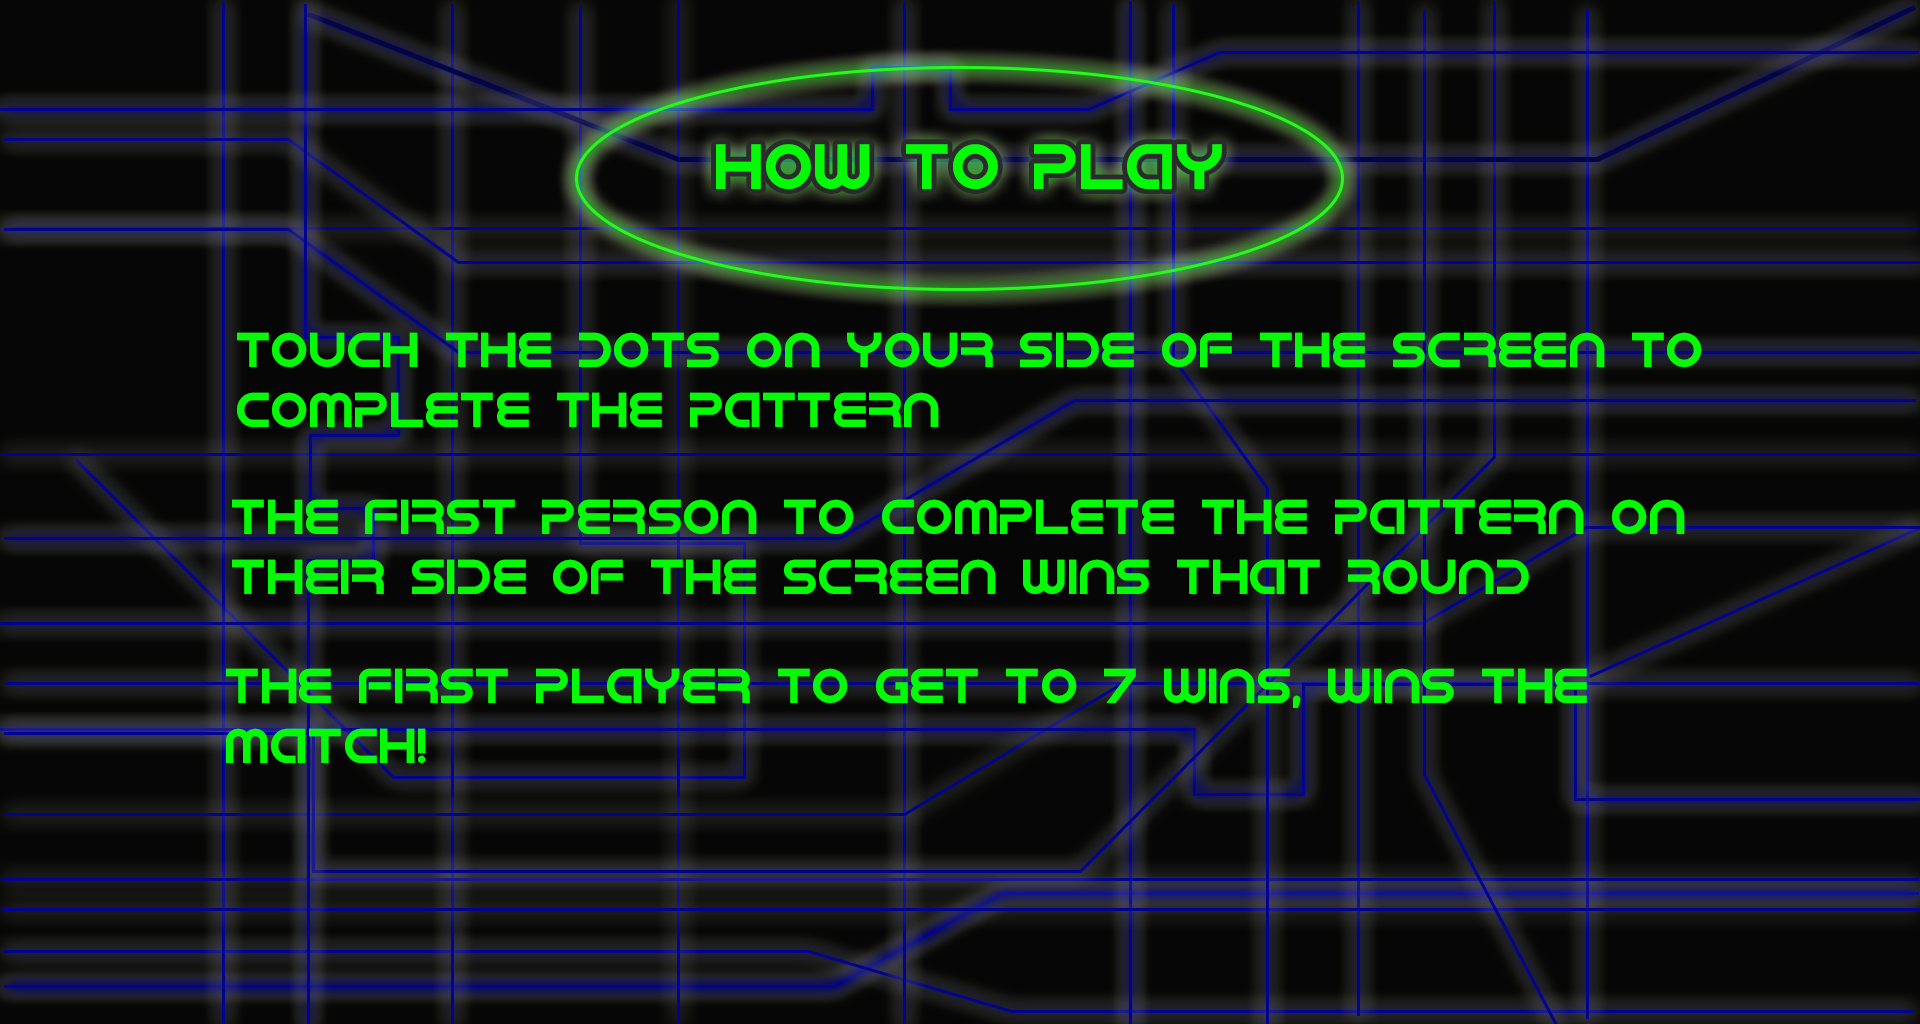 HOW TO PLAY
TOUCH THE DOTS ON YOUR SIDE OF THE SCREEN TO
COMPLETE THE PATTERN
THE FIRST PERSON TO COMPLETE THE PATTERN ON
THEIR SIDE OF THE SCREEN WINS THAT ROUND
THE FIRST PLAYER TO GET TO 7 WINS, WINS THE
MATCH!